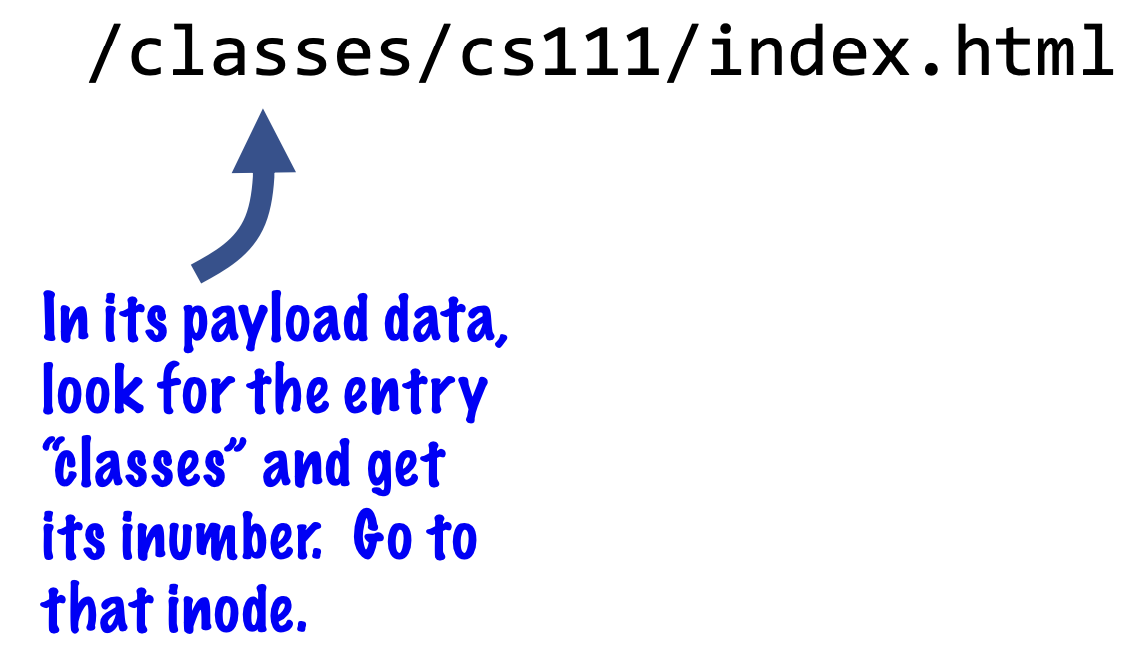 /classes/cs111/index.html
In its payload data,
look for the entry
“classes” and get
its inumber.  Go to
that inode.